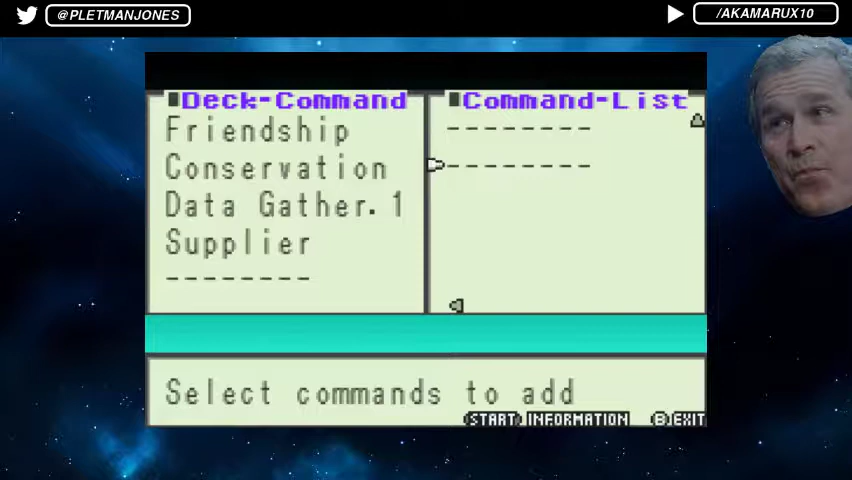 @PLETMANJONES
/AKAMARUX10
Deck-Command
Command-List
Friendship
--------
Conservation
--------
Data Gather.1
Supplier
--------
Select commands to add
START INFORMATION B EXIT